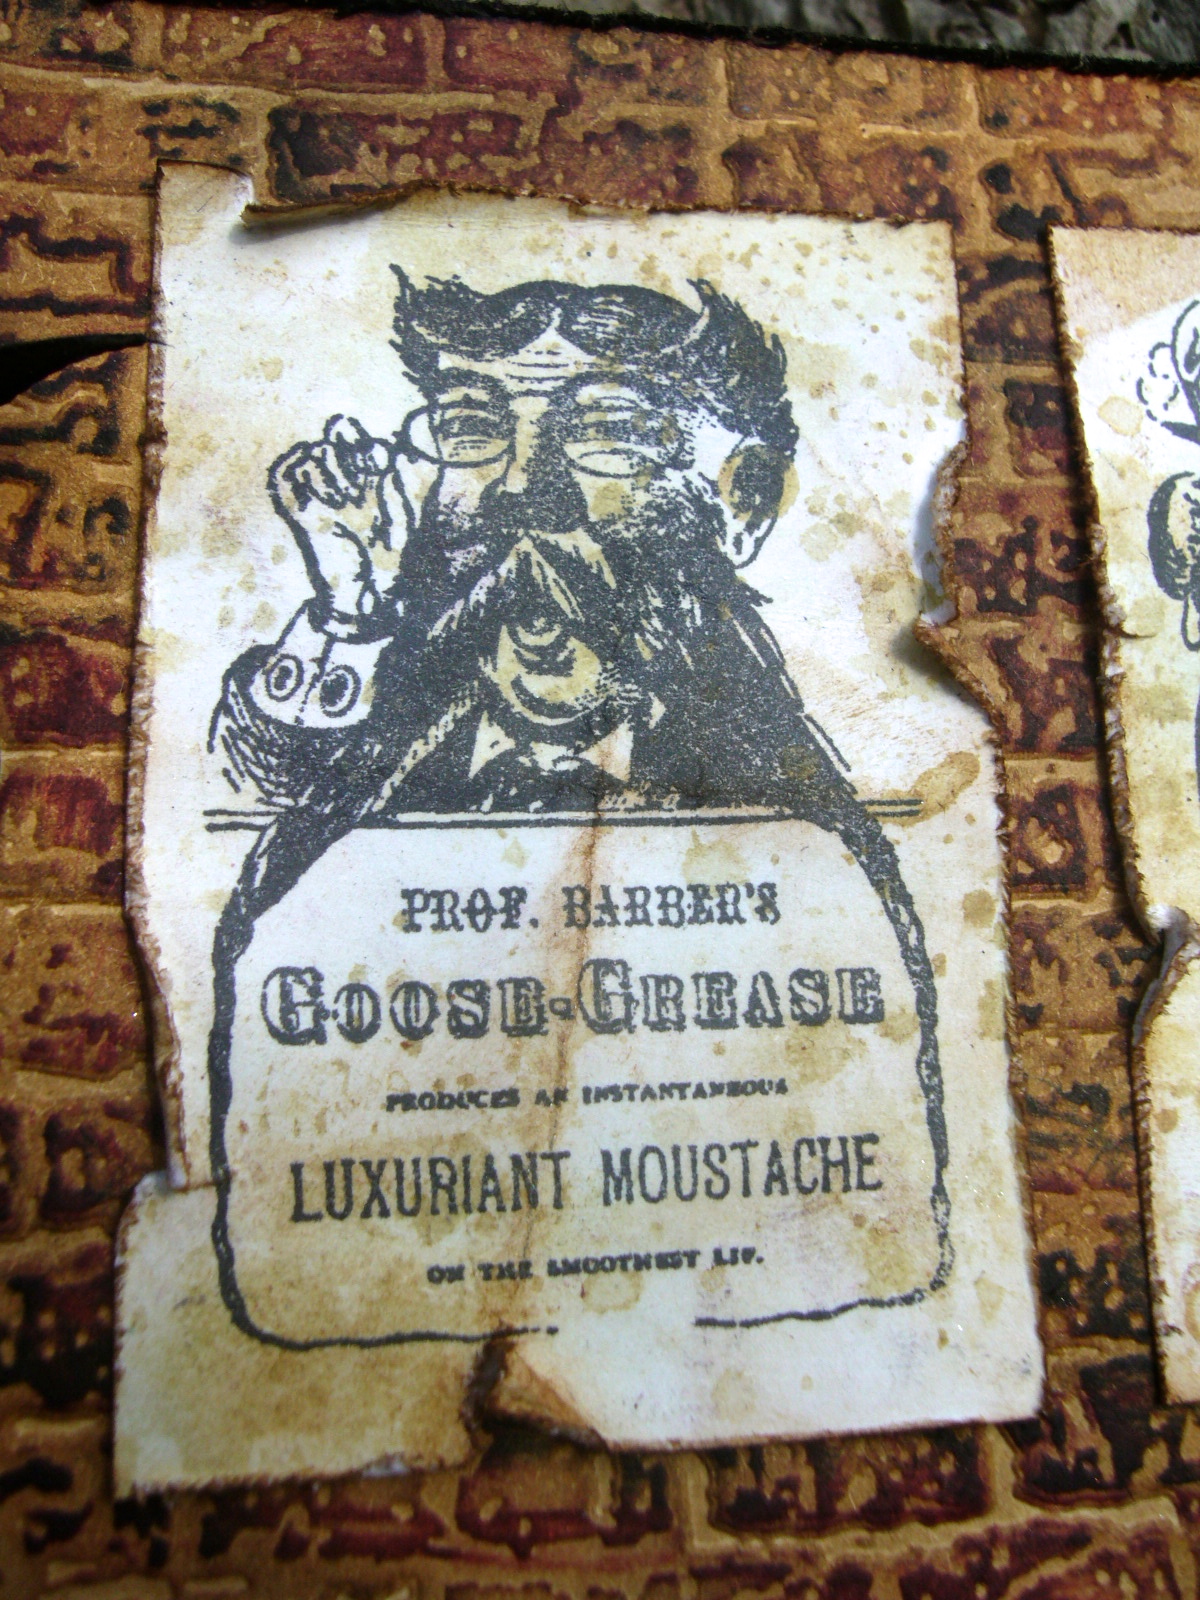 PROF. BARBER'S
GOOSE-GREASE
PRODUCES AN INSTANTANEOUS
LUXURIANT MOUSTACHE
ON THE SMOOTHEST LIP.